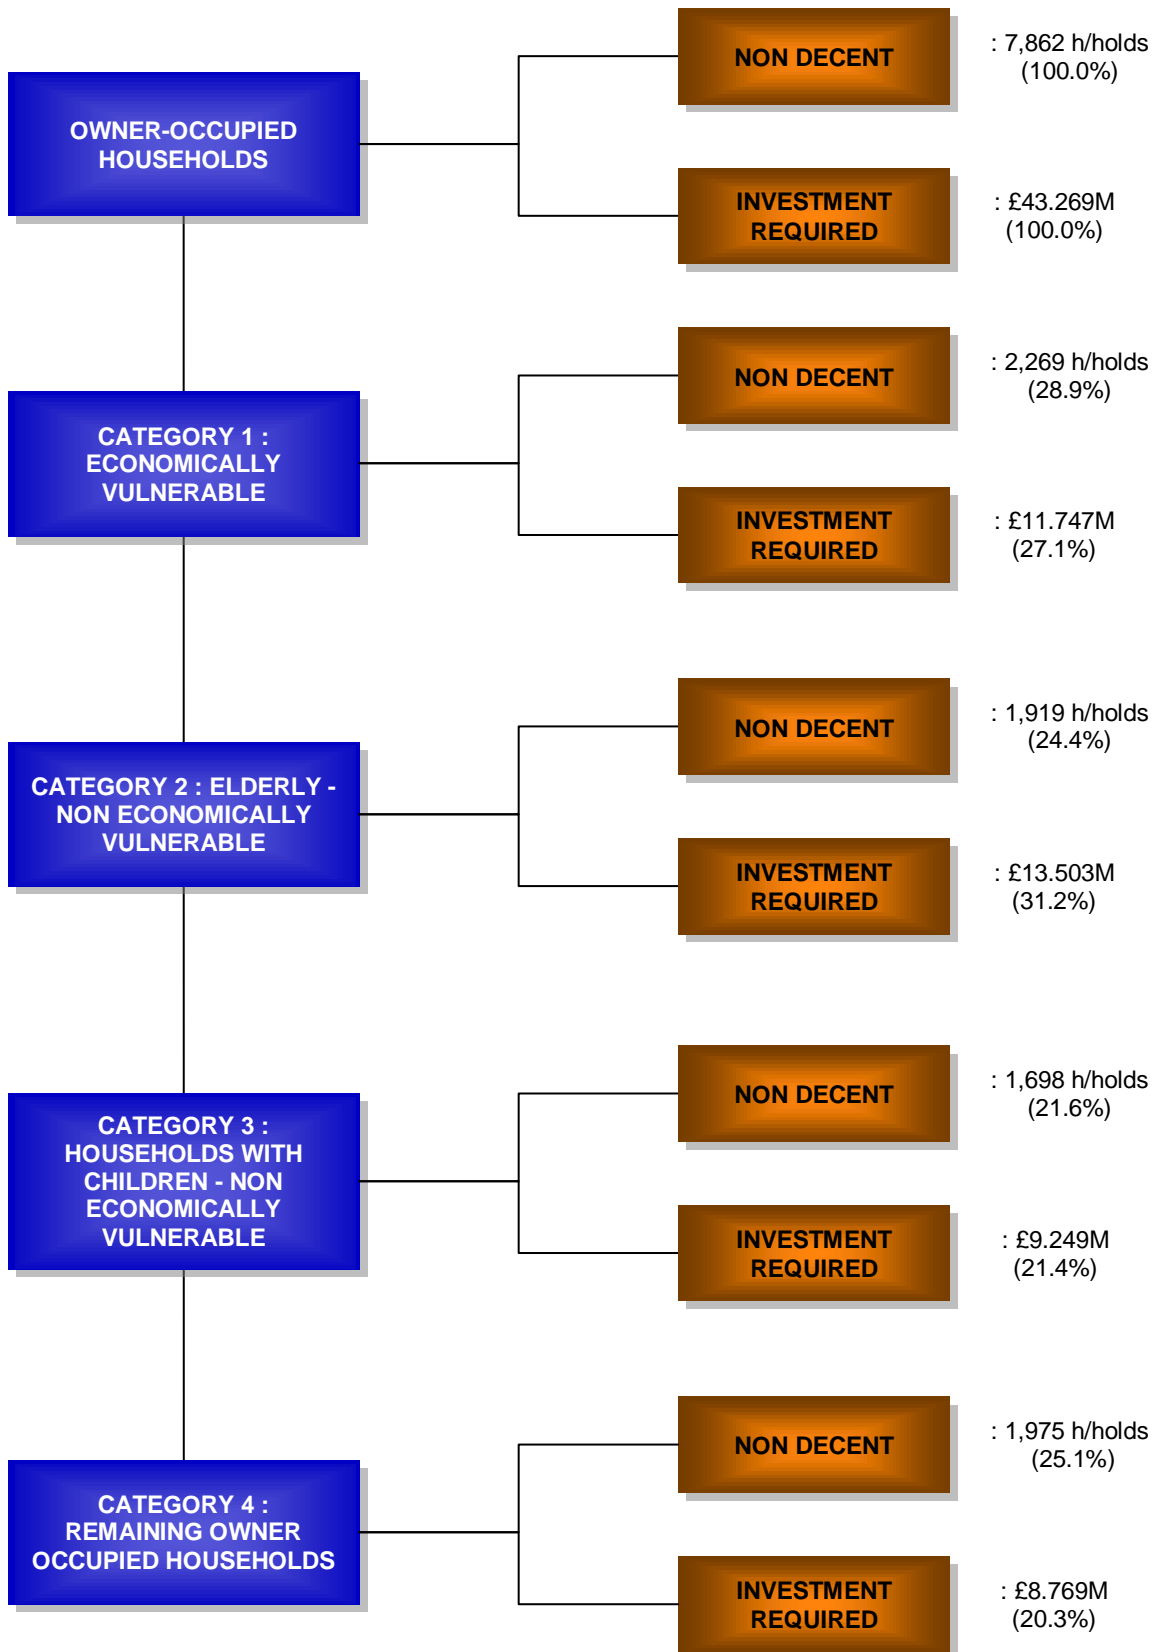 NON DECENT
: 7,862 h/holds
(100.0%)
OWNER-OCCUPIED
HOUSEHOLDS
INVESTMENT
REQUIRED
: £43.269M
(100.0%)
NON DECENT
: 2,269 h/holds
(28.9%)
CATEGORY 1 :
ECONOMICALLY
VULNERABLE
INVESTMENT
REQUIRED
: £11.747M
(27.1%)
NON DECENT
: 1,919 h/holds
(24.4%)
CATEGORY 2 : ELDERLY -
NON ECONOMICALLY
VULNERABLE
INVESTMENT
REQUIRED
: £13.503M
(31.2%)
NON DECENT
: 1,698 h/holds
(21.6%)
CATEGORY 3 :
HOUSEHOLDS WITH
CHILDREN - NON
ECONOMICALLY
VULNERABLE
INVESTMENT
REQUIRED
: £9.249M
(21.4%)
NON DECENT
: 1,975 h/holds
(25.1%)
CATEGORY 4 :
REMAINING OWNER
OCCUPIED HOUSEHOLDS
INVESTMENT
REQUIRED
: £8.769M
(20.3%)